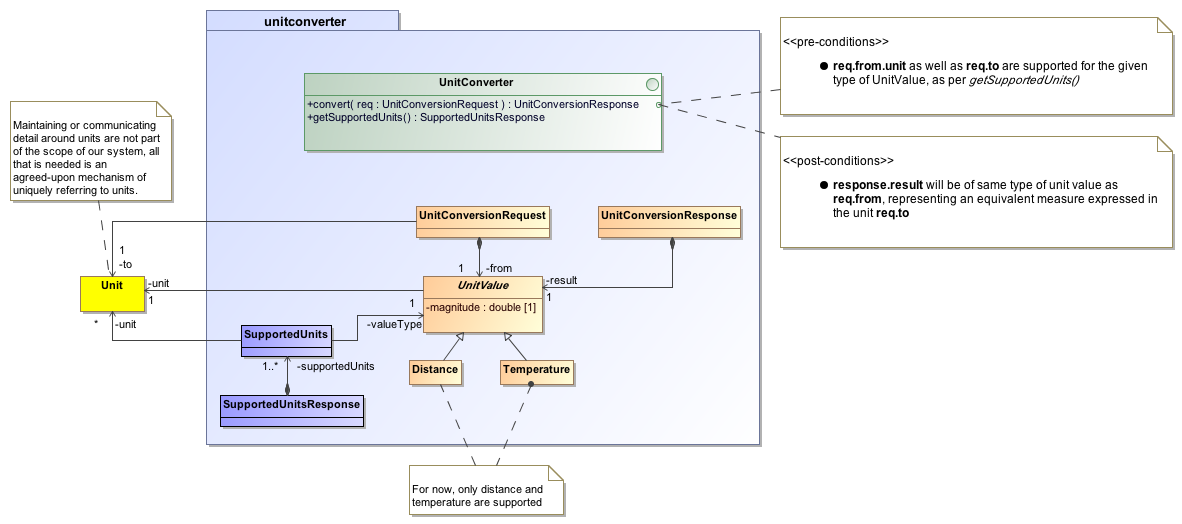 unitconverter
UnitConverter
+convert( req : UnitConversionRequest ) : UnitConversionResponse
+getSupportedUnits() : SupportedUnitsResponse
<<pre-conditions>>
● req.from.unit as well as req.to are supported for the given
type of UnitValue, as per getSupportedUnits()
<<post-conditions>>
● response.result will be of same type of unit value as
req.from, representing an equivalent measure expressed in
the unit req.to
Maintaining or communicating
detail around units are not part
of the scope of our system, all
that is needed is an
agreed-upon mechanism of
uniquely referring to units.
UnitConversionRequest
UnitConversionResponse
1
-to
1
-from
Unit
-unit
1
UnitValue
-magnitude : double [1]
-result
1
1
-valueType
*
-unit
SupportedUnits
1..*
-supportedUnits
Distance
Temperature
SupportedUnitsResponse
For now, only distance and
temperature are supported